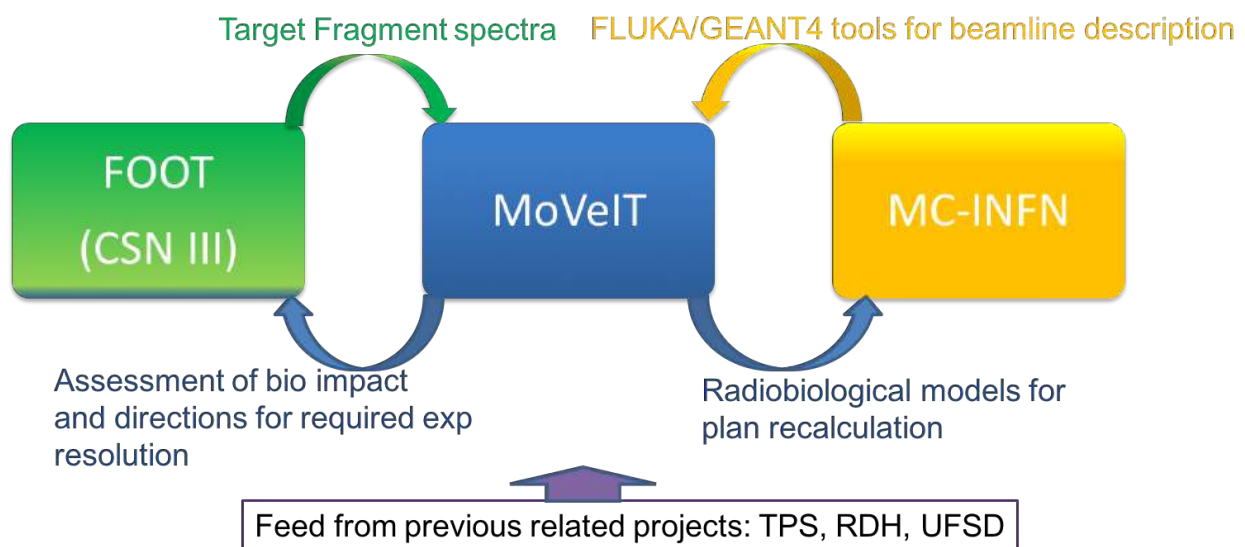 Target Fragment spectra
FLUKA/GEANT4 tools for beamline description
FOOT
(CSN III)
MoVeIT
MC-INFN
Assessment of bio impact
and directions for required exp
resolution
Radiobiological models for
plan recalculation
Feed from previous related projects: TPS, RDH, UFSD